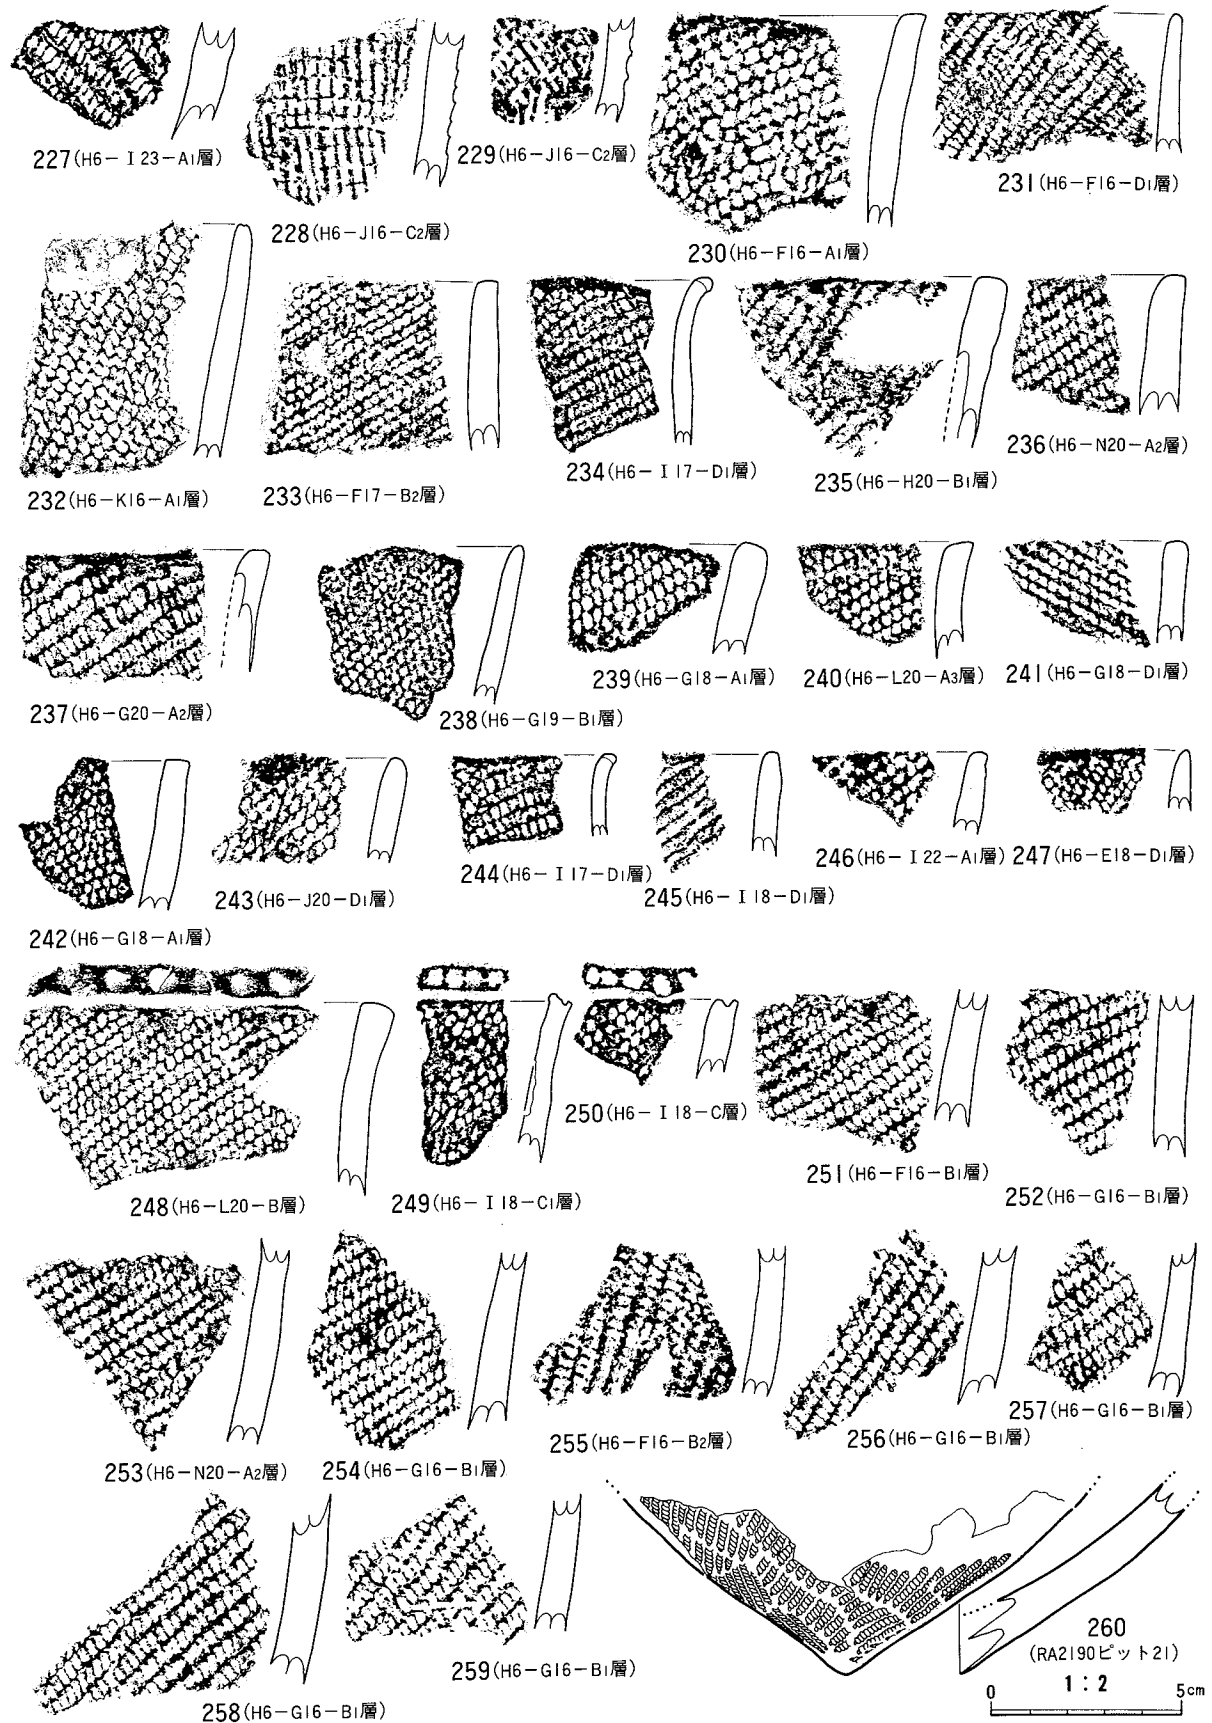 227(H6-I23-A1層)
228(H6-J16-C2層)
229(H6-J16-C2層)
230(H6-F16-A1層)
231(H6-F16-D1層)
232(H6-K16-A1層)
233(H6-F17-B2層)
234(H6-I17-D1層)
235(H6-H20-B1層)
236(H6-N20-A2層)
237(H6-G20-A2層)
238(H6-G19-B1層)
239(H6-G18-A1層)
240(H6-L20-A3層)
241(H6-G18-D1層)
242(H6-G18-A1層)
243(H6-J20-D1層)
244(H6-I17-D1層)
245(H6-I18-D1層)
246(H6-I22-A1層)
247(H6-E18-D1層)
248(H6-L20-B層)
249(H6-I18-C1層)
250(H6-I18-C層)
251(H6-F16-B1層)
252(H6-G16-B1層)
253(H6-N20-A2層)
254(H6-G16-B1層)
255(H6-F16-B2層)
256(H6-G16-B1層)
257(H6-G16-B1層)
258(H6-G16-B1層)
259(H6-G16-B1層)
260
(RA2190ピット21)
1:2
0 5cm